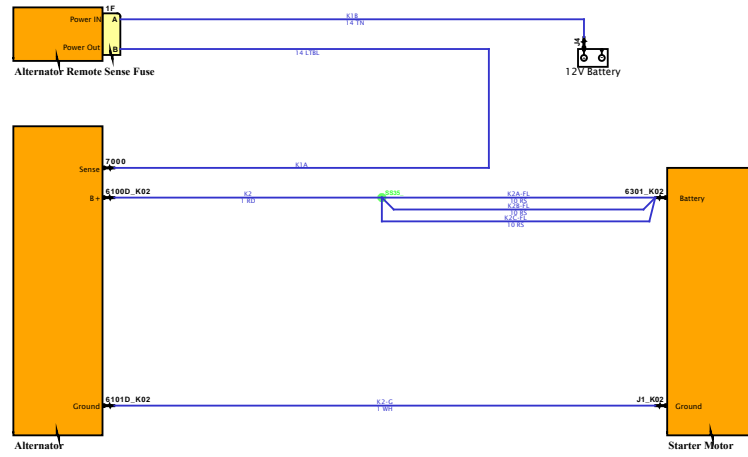 1F
Power IN
A
K1B
14 TN
J4
Power Out
B
14 LTBL
12V Battery
Alternator Remote Sense Fuse
7000
Sense
K1A
6100D_K02
B+
K2
1 RD
K2A-FL
10 RS
K2B-FL
10 RS
K2C-FL
10 RS
6301_K02
Battery
6101D_K02
Ground
K2-G
1 WH
J1_K02
Ground
Alternator
Starter Motor